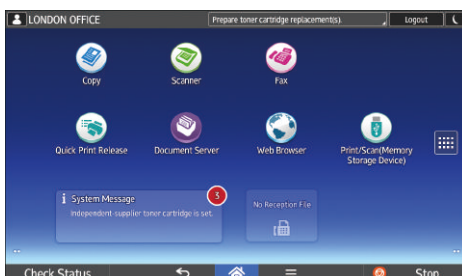 LONDON OFFICE
Prepare toner cartridge replacement(s).
Logout
Copy
Scanner
Fax
Quick Print Release
Document Server
Web Browser
Print/Scan(Memory
Storage Device)
System Message
3
Independent-supplier toner cartridge is set.
No Reception File
Check Status
Stop